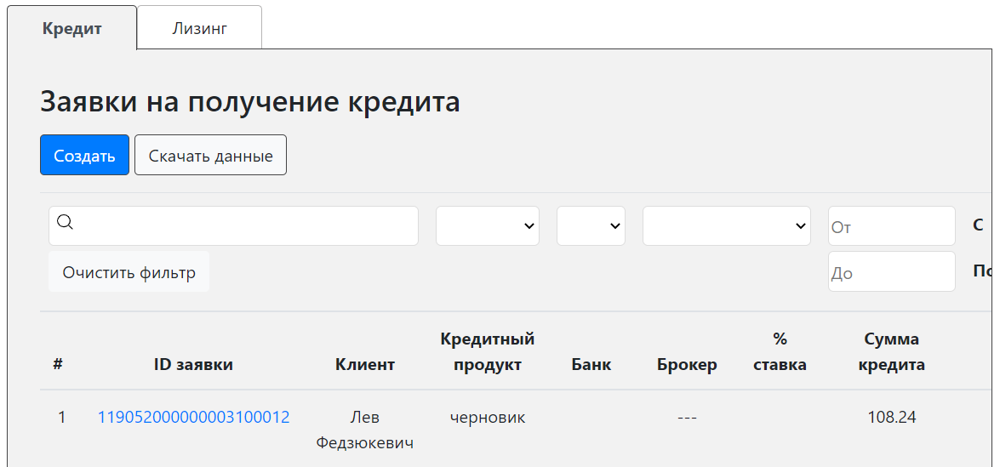 Кредит
Лизинг
Заявки на получение кредита
Создать
Скачать данные
От
С
Очистить фильтр
До
Кредитный
%
Сумма
#
ID заявки
Клиент
продукт
Банк
Брокер
ставка
кредита
1
119052000000003100012
Лев
черновик
---
108.24
Федзюкевич